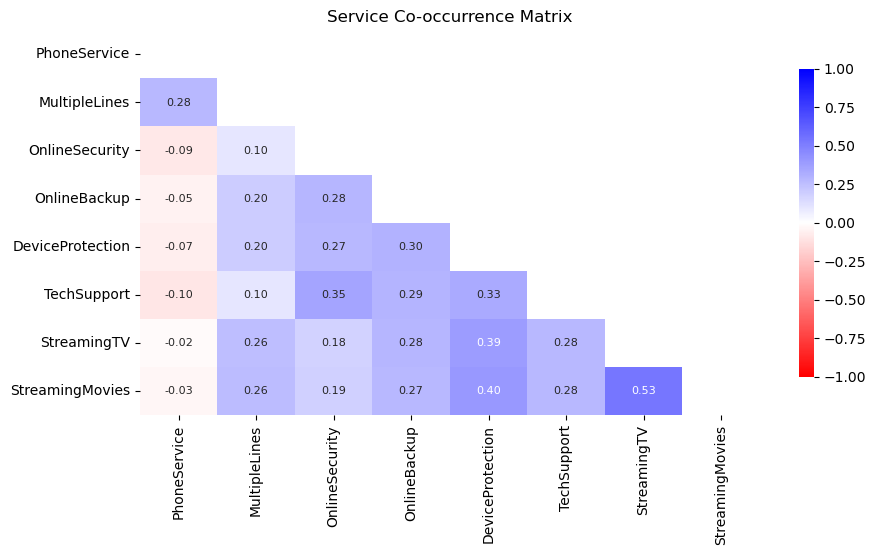 Service Co-occurrence Matrix
PhoneService
MultipleLines 0.28
OnlineSecurity -0.09 0.10
OnlineBackup -0.05 0.20 0.28
DeviceProtection -0.07 0.20 0.27 0.30
TechSupport -0.10 0.10 0.35 0.29 0.33
StreamingTV -0.02 0.26 0.18 0.28 0.39 0.28
StreamingMovies -0.03 0.26 0.19 0.27 0.40 0.28 0.53
PhoneService
MultipleLines
OnlineSecurity
OnlineBackup
DeviceProtection
TechSupport
StreamingTV
StreamingMovies
1.00
0.75
0.50
0.25
0.00
−0.25
−0.50
−0.75
−1.00